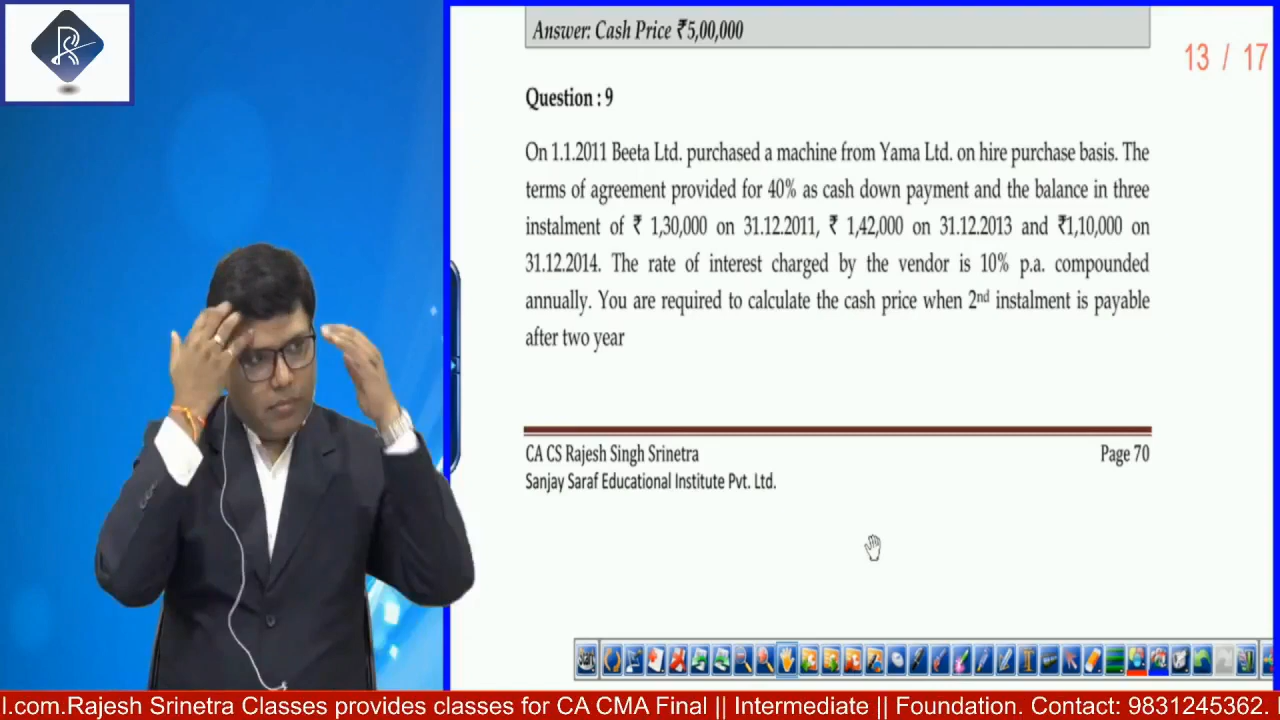 Answer: Cash Price ₹5,00,000
13 / 17
Question : 9
On 1.1.2011 Beeta Ltd. purchased a machine from Yama Ltd. on hire purchase basis. The
terms of agreement provided for 40% as cash down payment and the balance in three
instalment of ₹ 1,30,000 on 31.12.2011, ₹ 1,42,000 on 31.12.2013 and ₹1,10,000 on
31.12.2014. The rate of interest charged by the vendor is 10% p.a. compounded
annually. You are required to calculate the cash price when 2nd instalment is payable
after two year
CA CS Rajesh Singh Srinetra
Page 70
Sanjay Saraf Educational Institute Pvt. Ltd.
l.com.Rajesh Srinetra Classes provides classes for CA CMA Final || Intermediate || Foundation. Contact: 9831245362.